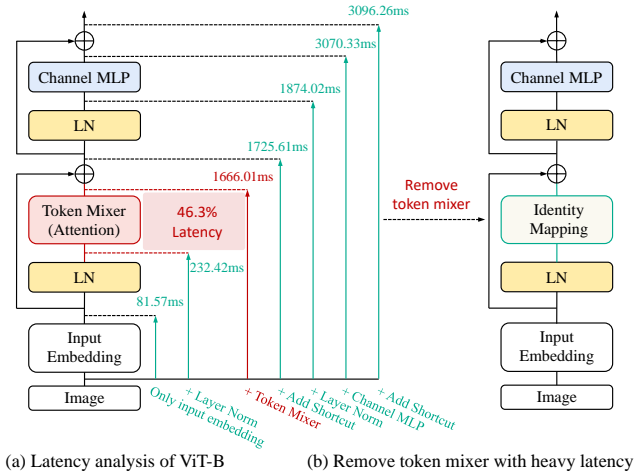 3096.26ms
3070.33ms
Channel MLP
1874.02ms
LN
1725.61ms
1666.01ms
Token Mixer
(Attention)
46.3%
Latency
232.42ms
LN
81.57ms
Input
Embedding
Image
Only input embedding
+ Layer Norm
+ Token Mixer
+ Add Shortcut
+ Layer Norm
+ Channel MLP
+ Add Shortcut
Remove
token mixer
Channel MLP
LN
Identity
Mapping
LN
Input
Embedding
Image
(a) Latency analysis of ViT-B
(b) Remove token mixer with heavy latency